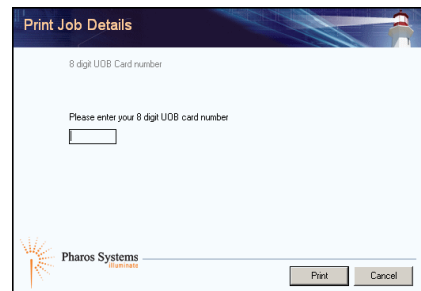 Print Job Details
8 digit UOB Card number
Please enter your 8 digit UOB card number
Pharos Systems
illuminate
Print
Cancel